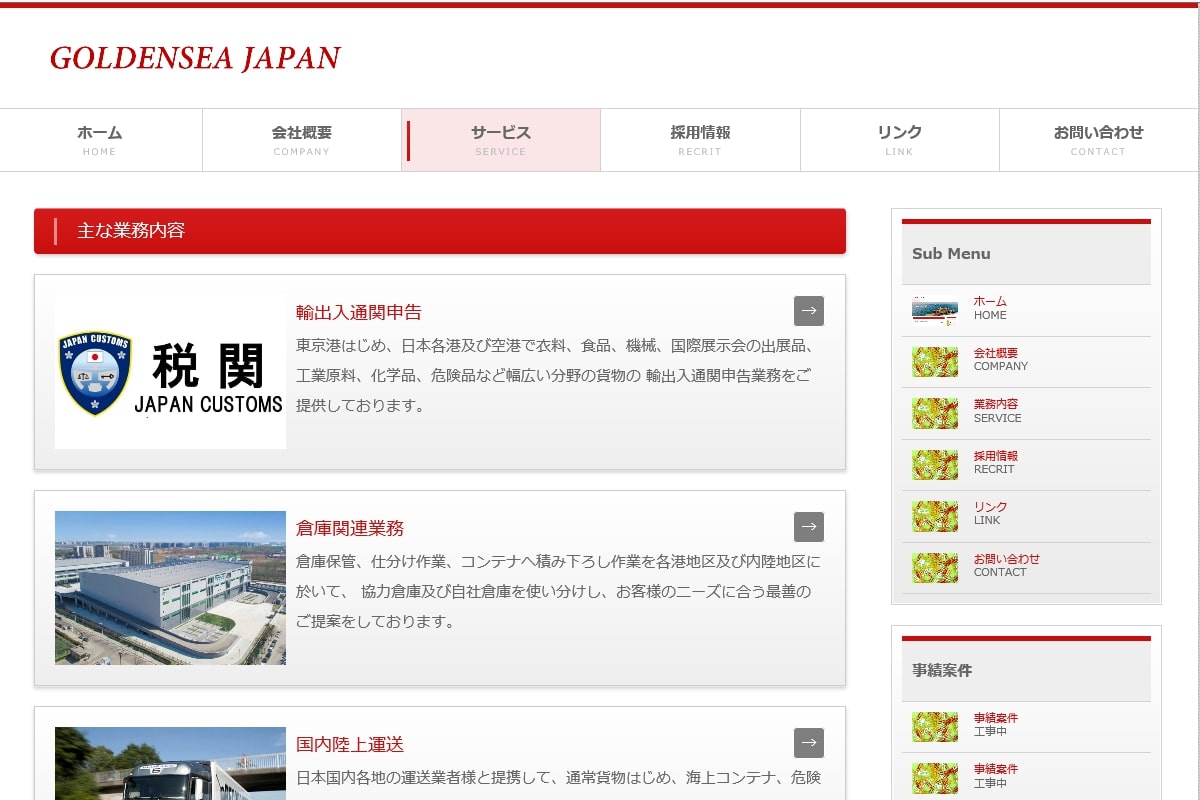 GOLDENSEA JAPAN
ホーム
HOME
会社概要
COMPANY
サービス
SERVICE
採用情報
RECRIT
リンク
LINK
お問い合わせ
CONTACT
主な業務内容
JAPAN CUSTOMS
税関
JAPAN CUSTOMS
輸出入通関申告
東京港はじめ、日本各港及び空港で衣料、食品、機械、国際展示会の出展品、
工業原料、化学品、危険品など幅広い分野の貨物の 輸出入通関申告業務をご
提供しております。
倉庫関連業務
倉庫保管、仕分け作業、コンテナへ積み下ろし作業を各港地区及び内陸地区に
於いて、 協力倉庫及び自社倉庫を使い分けし、お客様のニーズに合う最善の
ご提案をしております。
国内陸上運送
日本国内各地の運送業者様と提携して、通常貨物はじめ、海上コンテナ、危険
Sub Menu
ホーム
HOME
会社概要
COMPANY
業務内容
SERVICE
採用情報
RECRIT
リンク
LINK
お問い合わせ
CONTACT
事績案件
事績案件
工事中
事績案件
工事中